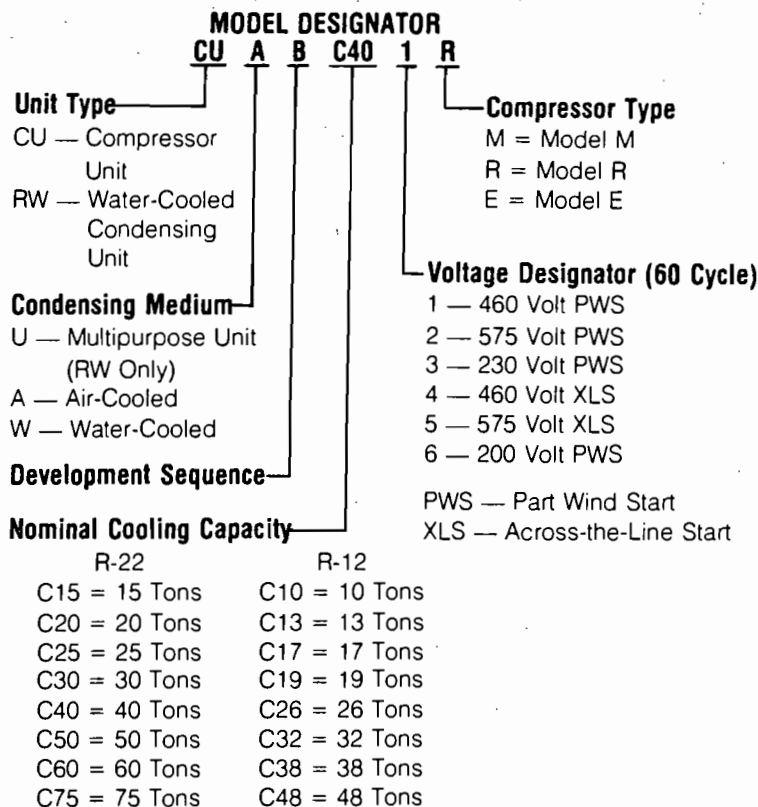 MODEL DESIGNATOR
CU A B C40 1 R
Unit Type
CU — Compressor
Unit
RW — Water-Cooled
Condensing
Unit
Condensing Medium
U — Multipurpose Unit
(RW Only)
A — Air-Cooled
W — Water-Cooled
Development Sequence
Nominal Cooling Capacity
R-22 R-12
C15 = 15 Tons C10 = 10 Tons
C20 = 20 Tons C13 = 13 Tons
C25 = 25 Tons C17 = 17 Tons
C30 = 30 Tons C19 = 19 Tons
C40 = 40 Tons C26 = 26 Tons
C50 = 50 Tons C32 = 32 Tons
C60 = 60 Tons C38 = 38 Tons
C75 = 75 Tons C48 = 48 Tons
Compressor Type
M = Model M
R = Model R
E = Model E
Voltage Designator (60 Cycle)
1 — 460 Volt PWS
2 — 575 Volt PWS
3 — 230 Volt PWS
4 — 460 Volt XLS
5 — 575 Volt XLS
6 — 200 Volt PWS
PWS — Part Wind Start
XLS — Across-the-Line Start